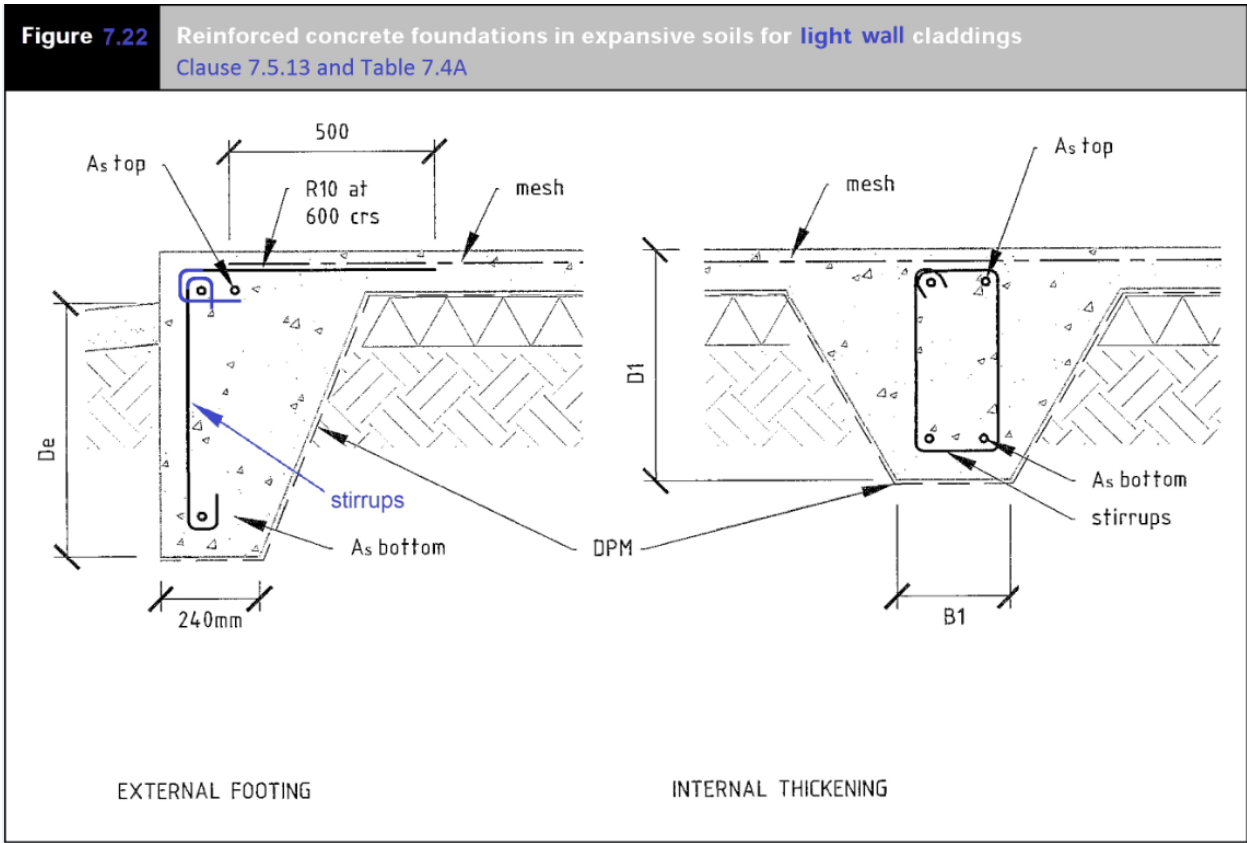 Figure 7.22
Reinforced concrete foundations in expansive soils for light wall claddings
Clause 7.5.13 and Table 7.4A
500
As top
R10 at
600 crs
mesh
De
stirrups
As bottom
240mm
DPM
EXTERNAL FOOTING
As top
mesh
D1
As bottom
stirrups
B1
INTERNAL THICKENING